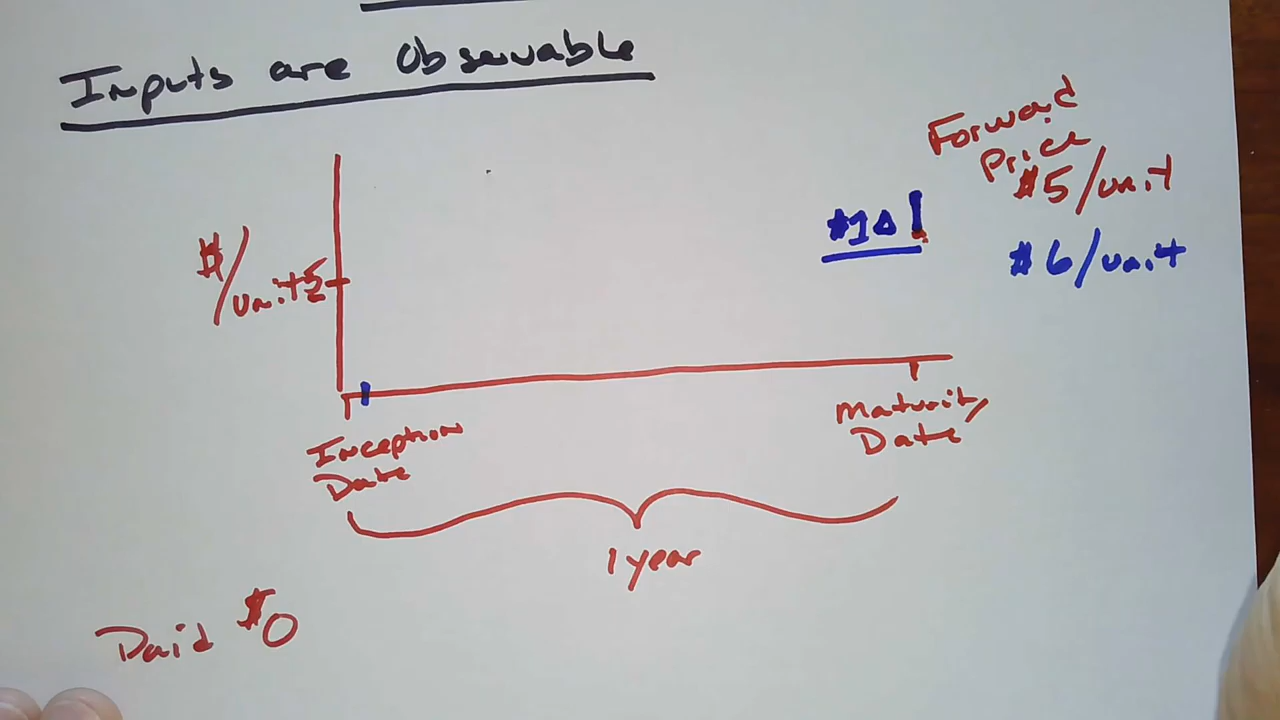 Inputs are Observable
Forward
Price
$5/unit
$1Δ
$6/unit
$/unit
5
Inception
Date
Maturity
Date
1 year
Paid $0